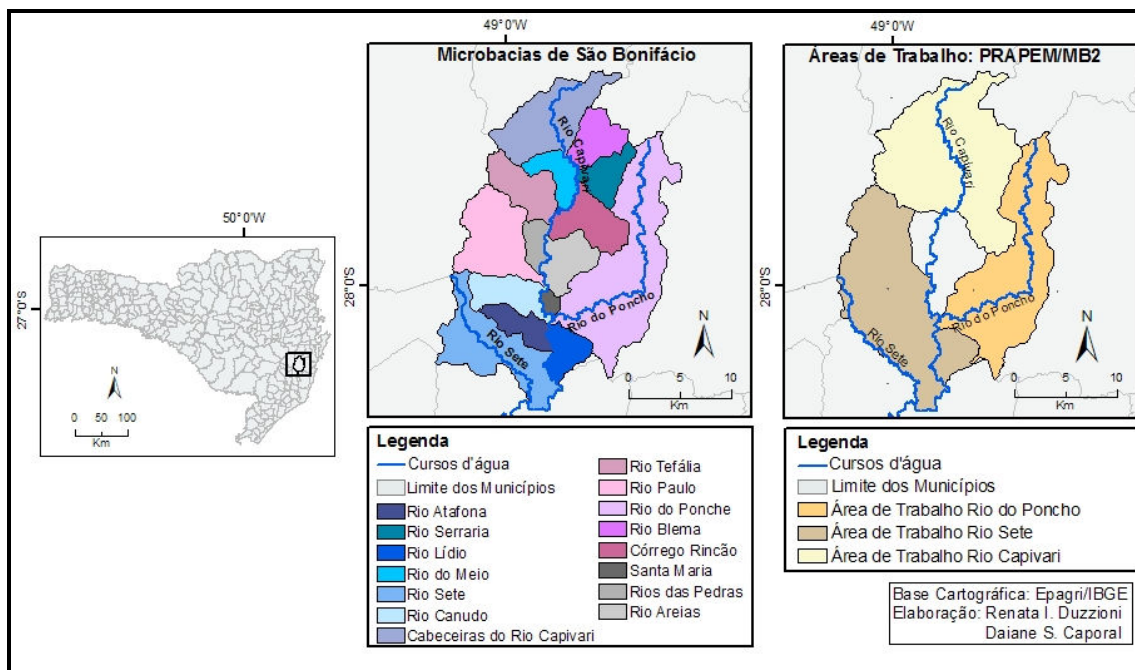 50°0'W
27°0'S
N
0 50 100
Km
49°0'W
Microbacias de São Bonifácio
Rio Capivari
28°0'S
Rio do Poncho
Rio Sete
N
0 5 10
Km
Legenda
Cursos d'água
Limite dos Municípios
Rio Atafona
Rio Serraria
Rio Lídio
Rio do Meio
Rio Sete
Rio Canudo
Cabeceiras do Rio Capivari
Rio Tefália
Rio Paulo
Rio do Ponche
Rio Blema
Córrego Rincão
Santa Maria
Rios das Pedras
Rio Areias
49°0'W
Áreas de Trabalho: PRAPEM/MB2
Rio Capivari
28°0'S
Rio do Poncho
Rio Sete
N
0 5 10
Km
Legenda
Cursos d'água
Limite dos Municípios
Área de Trabalho Rio do Poncho
Área de Trabalho Rio Sete
Área de Trabalho Rio Capivari
Base Cartográfica: Epagri/IBGE
Elaboração: Renata I. Duzzioni
Daiane S. Caporal